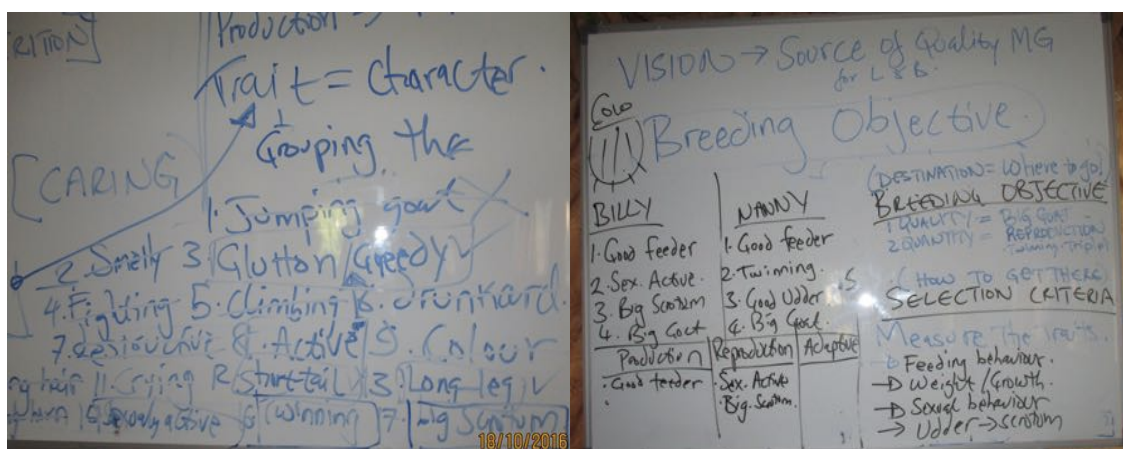 RITION]
Production →
Trait = Character.
Grouping the
[CARING]
1. Jumping goat
2. Smelly 3. Glutton/Greedy
4. Fighting 5. Climbing 6. drunkard.
7. destructive 8. Active 9. Colour
ng hair 11. Crying 12 Short tail 13. Long leg
horn Sexually active twinning 17 big Scrotum
18/10/2016
VISION → Source of Quality MG
for L & B.
Breeding Objective.
(DESTINATION = Where to go)
BREEDING OBJECTIVE
1 QUALITY = BIG GOAT
2 QUANTITY = REPRODUCTION
Twinning-Triplet
(HOW TO GET THERE)
SELECTION CRITERIA
Measure the traits.
Feeding behaviour.
→ Weight / Growth.
→ Sexual behaviour
→ Udder → scrotum
BILLY
1. Good feeder
2. Sex. Active
3. Big Scrotum
4. Big Goat
NANNY
1. Good feeder
2. Twinning.
3. Good Udder
4. Big Goat.
Production Reproduction Adaptive
Good feeder
Sex. Active
Big. Scrotum.